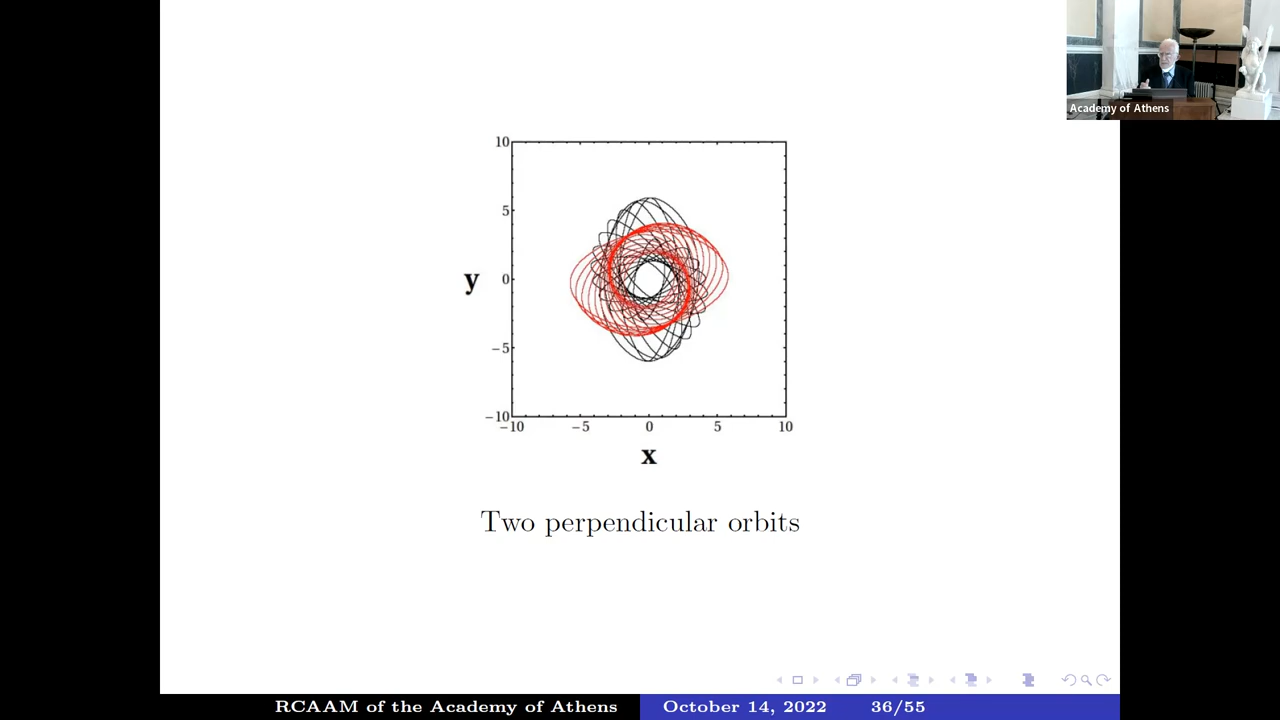 Academy of Athens
10
5
y
0
−5
−10
−10 −5 0 5 10
x
Two perpendicular orbits
RCAAM of the Academy of Athens October 14, 2022 36/55